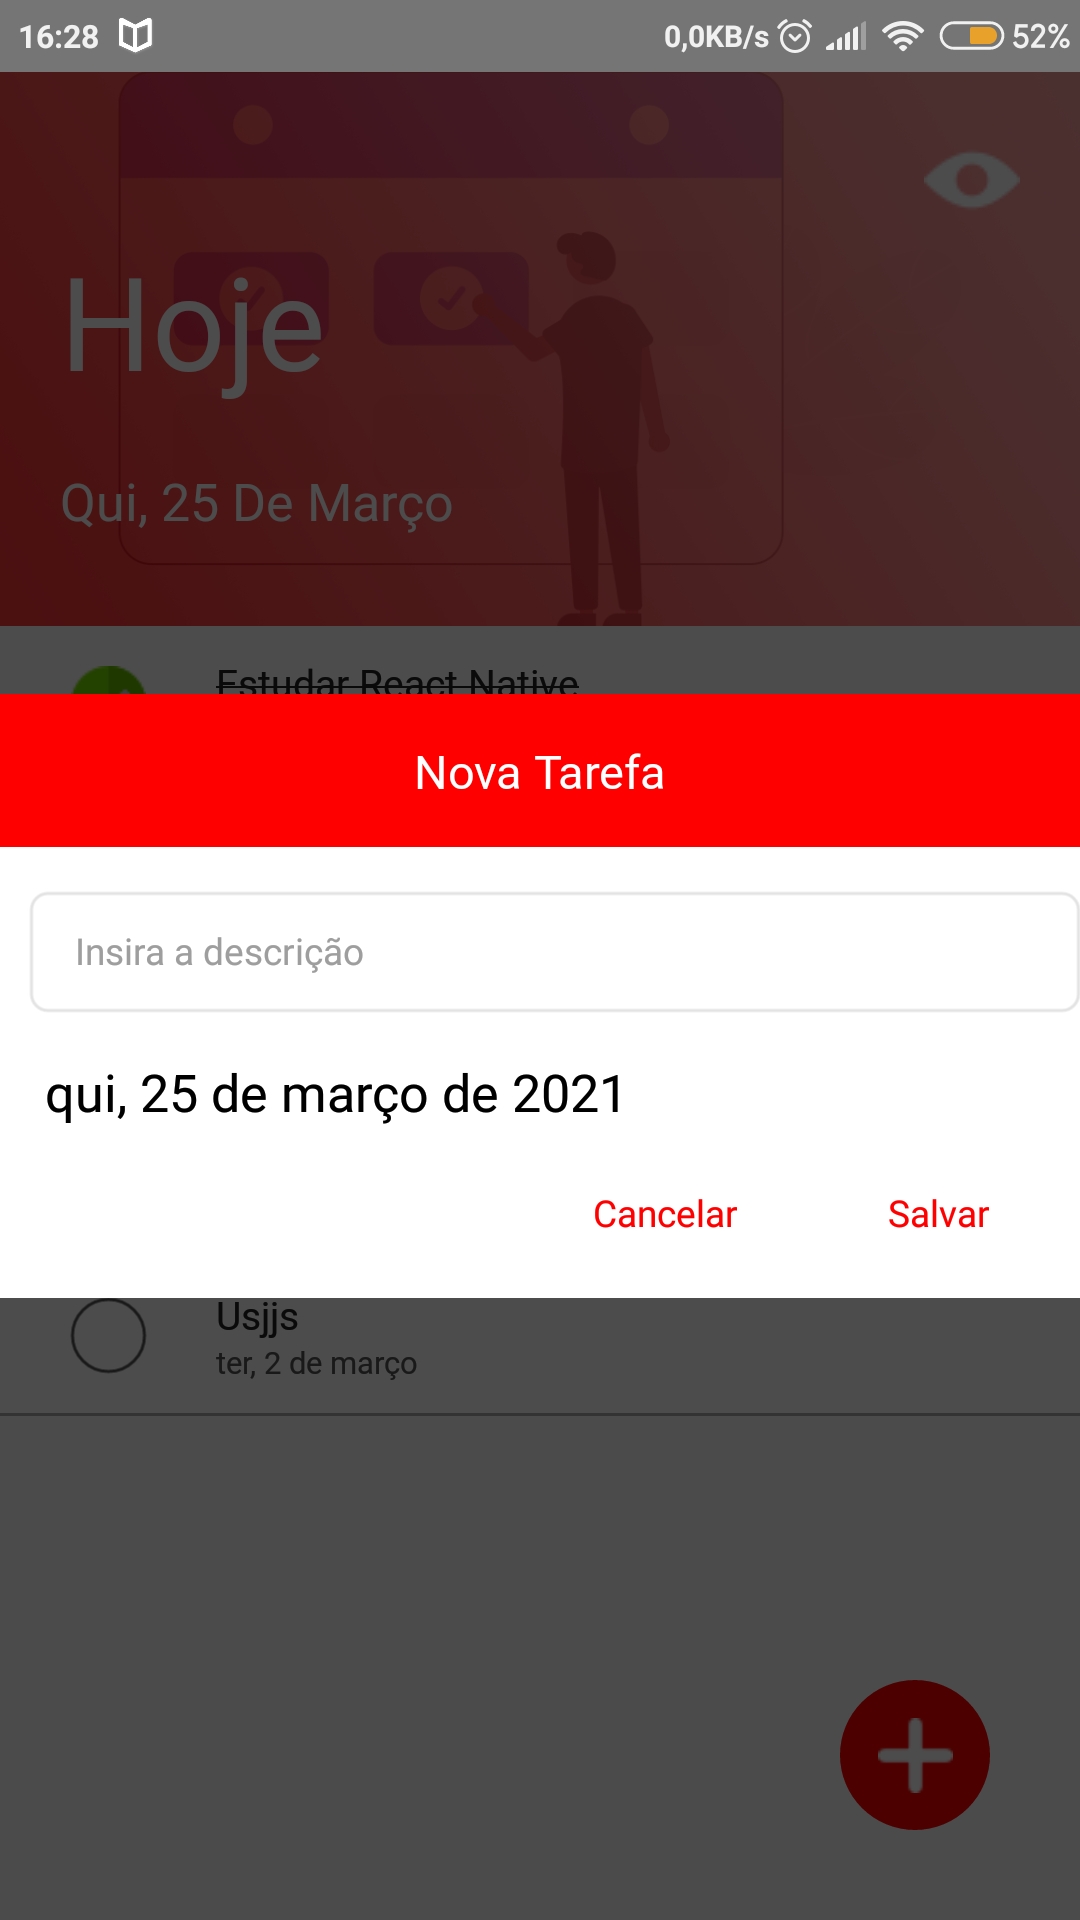 16:28
0,0KB/s
52%
Hoje
Qui, 25 De Março
Estudar React Native
Nova Tarefa
Insira a descrição
qui, 25 de março de 2021
Cancelar Salvar
Usjjs
ter, 2 de março